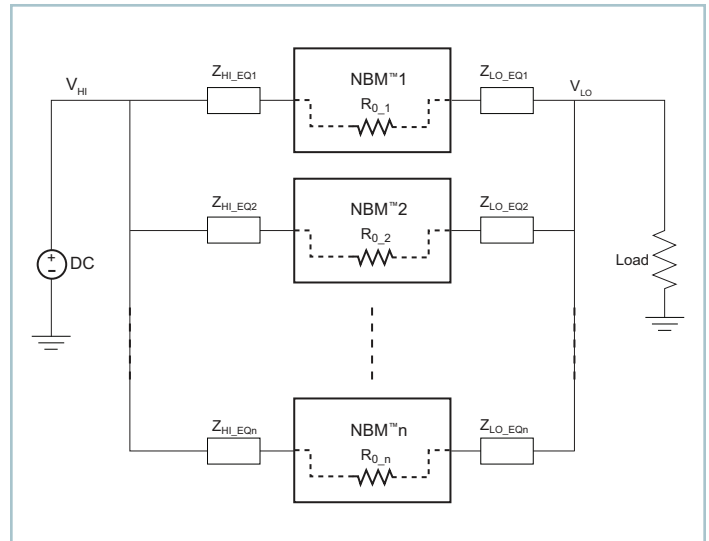 Z_HI_EQ1 NBM™1 Z_LO_EQ1
V_HI R_0_1 V_LO
Z_HI_EQ2 NBM™2 Z_LO_EQ2
R_0_2
+
− DC Load
Z_HI_EQn NBM™n Z_LO_EQn
R_0_n